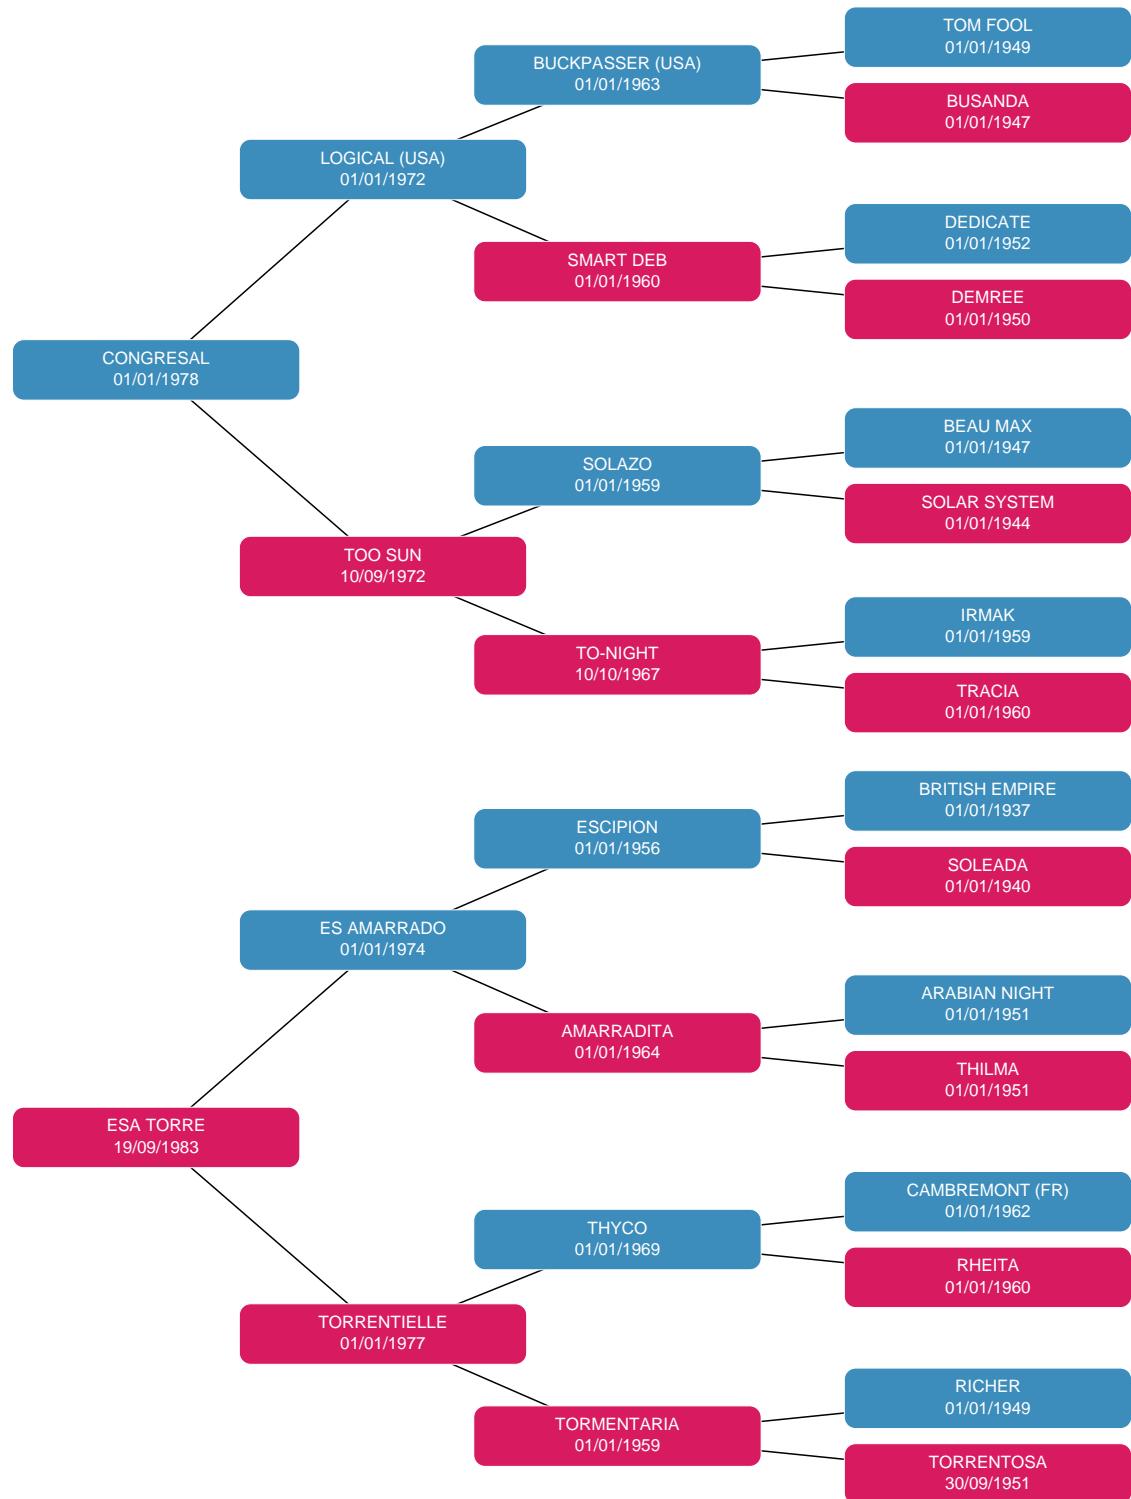 TOM FOOL
01/01/1949
BUCKPASSER (USA)
01/01/1963
BUSANDA
01/01/1947
LOGICAL (USA)
01/01/1972
DEDICATE
01/01/1952
SMART DEB
01/01/1960
DEMREE
01/01/1950
CONGRESAL
01/01/1978
BEAU MAX
01/01/1947
SOLAZO
01/01/1959
SOLAR SYSTEM
01/01/1944
TOO SUN
10/09/1972
IRMAK
01/01/1959
TO-NIGHT
10/10/1967
TRACIA
01/01/1960
BRITISH EMPIRE
01/01/1937
ESCIPION
01/01/1956
SOLEADA
01/01/1940
ES AMARRADO
01/01/1974
ARABIAN NIGHT
01/01/1951
AMARRADITA
01/01/1964
THILMA
01/01/1951
ESA TORRE
19/09/1983
CAMBREMONT (FR)
01/01/1962
THYCO
01/01/1969
RHEITA
01/01/1960
TORRENTIELLE
01/01/1977
RICHER
01/01/1949
TORMENTARIA
01/01/1959
TORRENTOSA
30/09/1951